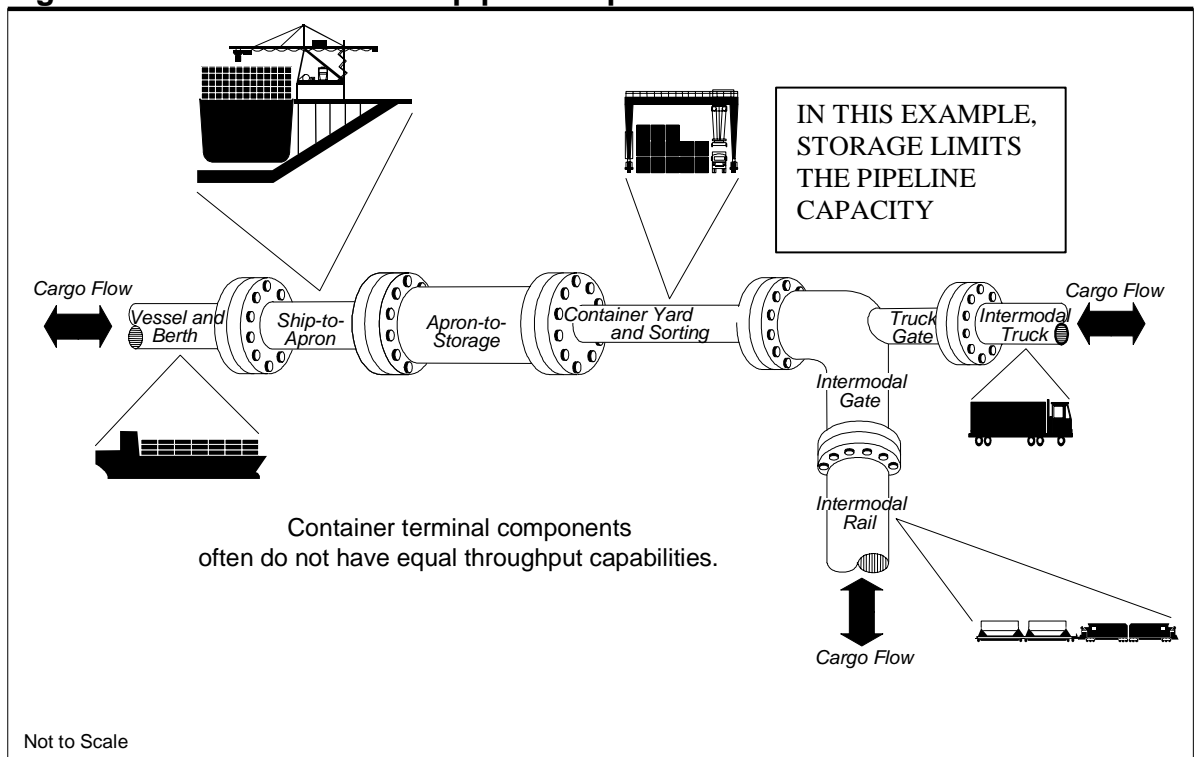 IN THIS EXAMPLE,
STORAGE LIMITS
THE PIPELINE
CAPACITY
Cargo Flow
Vessel and
Berth
Ship-to-
Apron
Apron-to-
Storage
Container Yard
and Sorting
Truck
Gate
Intermodal
Truck
Cargo Flow
Intermodal
Gate
Intermodal
Rail
Container terminal components
often do not have equal throughput capabilities.
Cargo Flow
Not to Scale